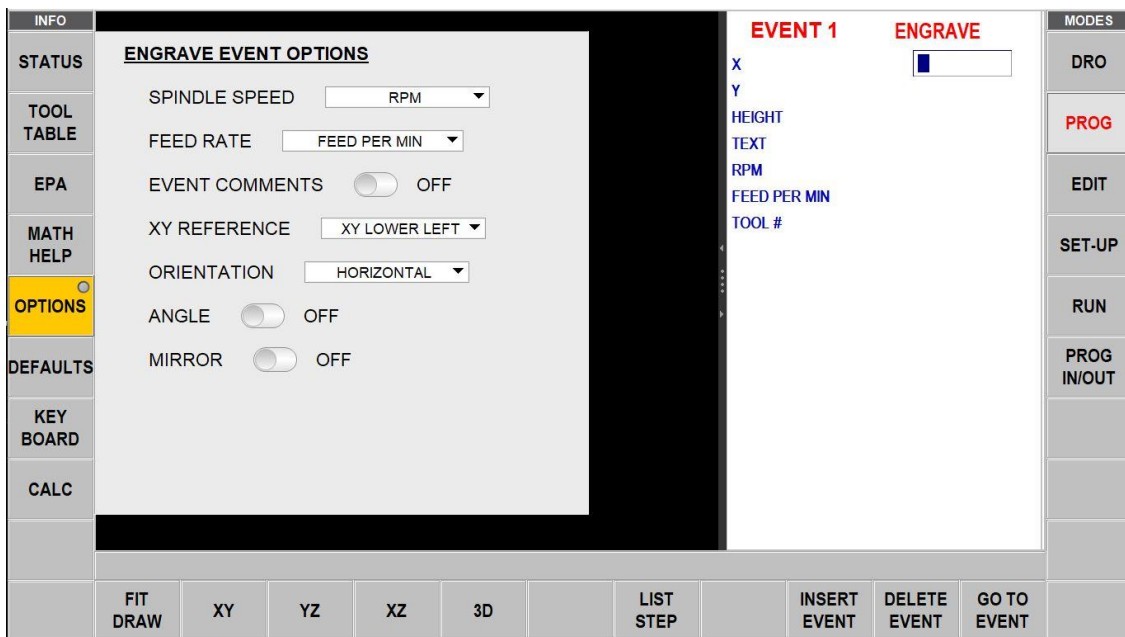 INFO
STATUS
TOOL
TABLE
EPA
MATH
HELP
OPTIONS
DEFAULTS
KEY
BOARD
CALC
ENGRAVE EVENT OPTIONS
SPINDLE SPEED RPM
FEED RATE FEED PER MIN
EVENT COMMENTS OFF
XY REFERENCE XY LOWER LEFT
ORIENTATION HORIZONTAL
ANGLE OFF
MIRROR OFF
EVENT 1 ENGRAVE
X
Y
HEIGHT
TEXT
RPM
FEED PER MIN
TOOL #
MODES
DRO
PROG
EDIT
SET-UP
RUN
PROG
IN/OUT
FIT
DRAW
XY
YZ
XZ
3D
LIST
STEP
INSERT
EVENT
DELETE
EVENT
GO TO
EVENT